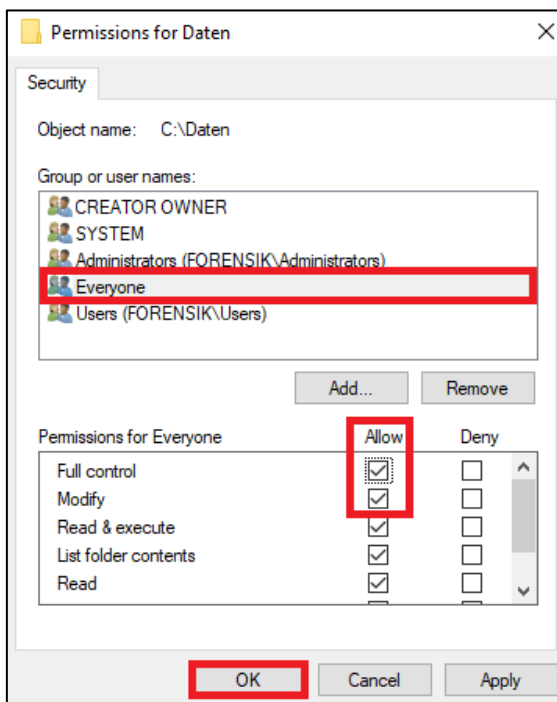 Permissions for Daten
Security
Object name: C:\Daten
Group or user names:
CREATOR OWNER
SYSTEM
Administrators (FORENSIK\Administrators)
Everyone
Users (FORENSIK\Users)
Add... Remove
Permissions for Everyone Allow Deny
Full control
Modify
Read & execute
List folder contents
Read
OK Cancel Apply